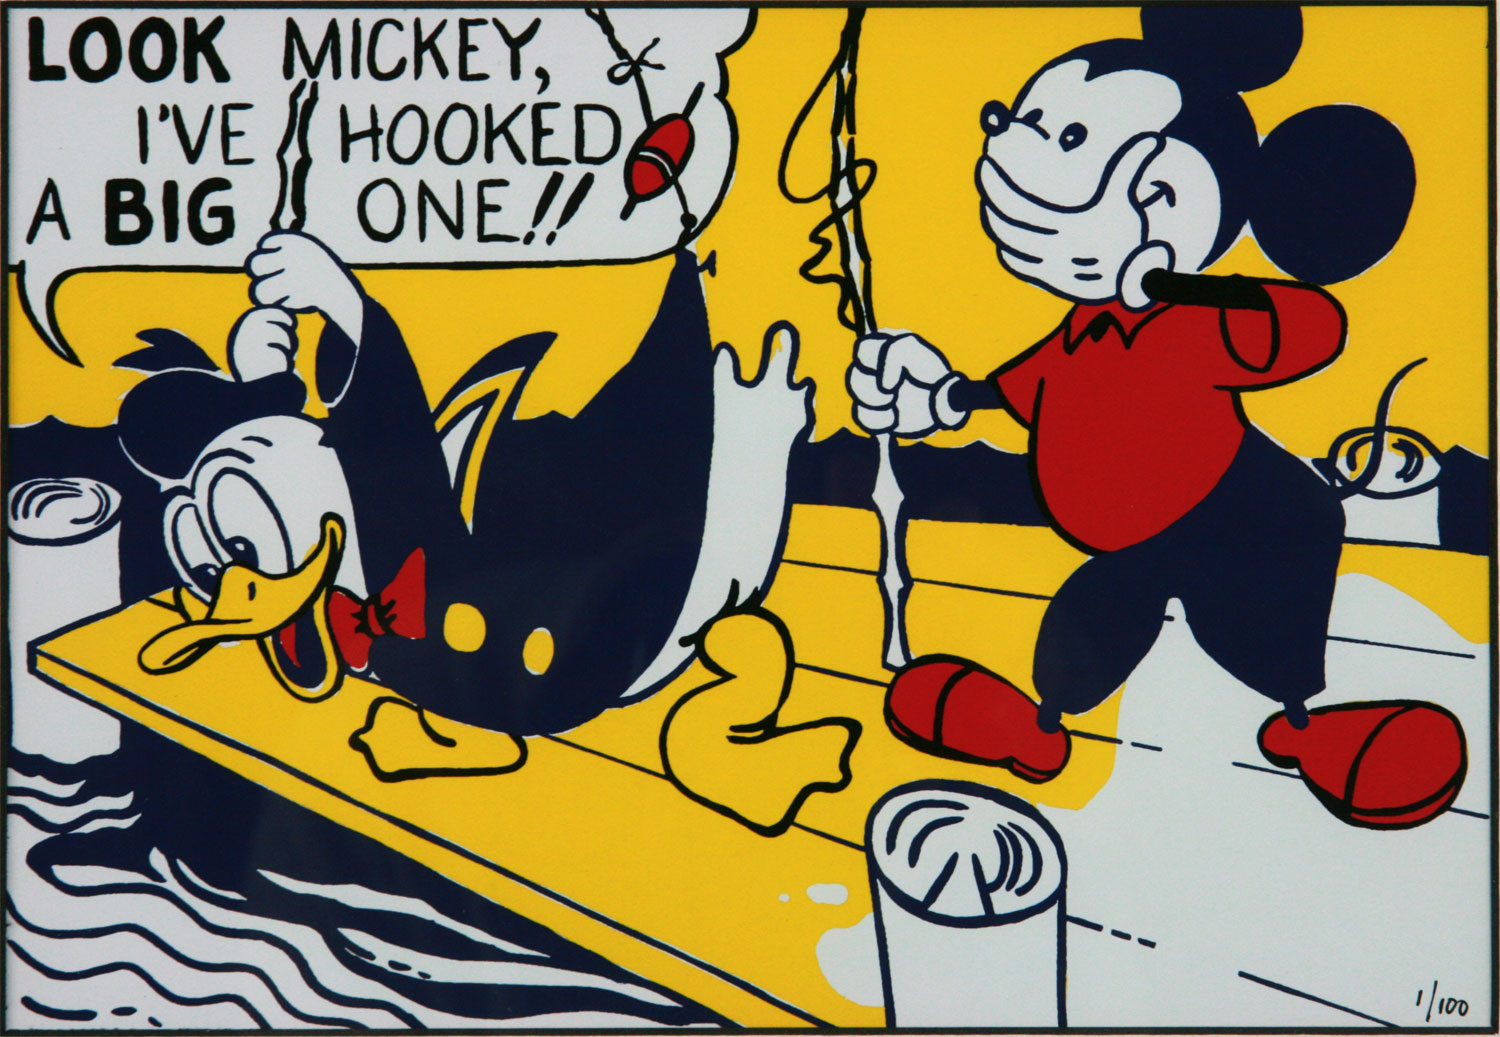 LOOK MICKEY,
I'VE HOOKED
A BIG ONE!!
1/100